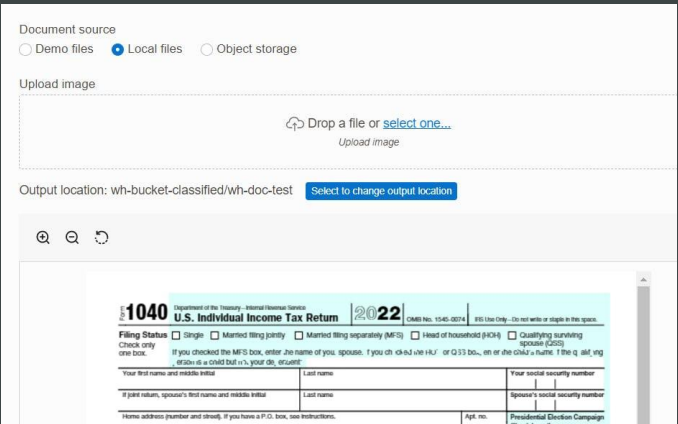 Document source
Demo files Local files Object storage
Upload image
Drop a file or select one...
Upload image
Output location: wh-bucket-classified/wh-doc-test Select to change output location
Form 1040 Department of the Treasury—Internal Revenue Service
U.S. Individual Income Tax Return 2022 OMB No. 1545-0074 IRS Use Only—Do not write or staple in this space.
Filing Status Single Married filing jointly Married filing separately (MFS) Head of household (HOH) Qualifying surviving
Check only spouse (QSS)
one box. If you checked the MFS box, enter the name of your spouse. If you
Your first name and middle initial Last name Your social security number
If joint return, spouse's first name and middle initial Last name Spouse's social security number
Home address (number and street). If you have a P.O. box, see instructions. Apt. no. Presidential Election Campaign